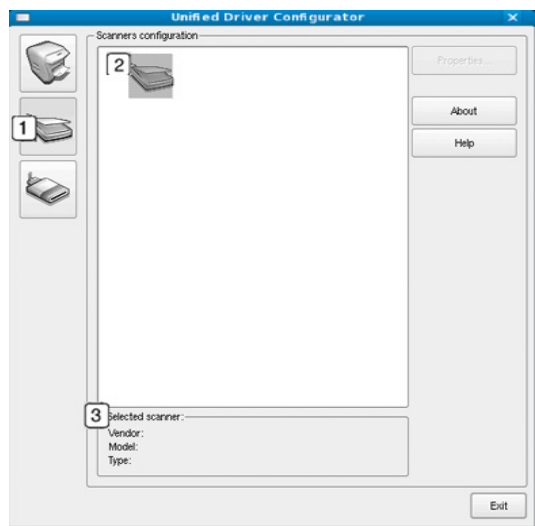 Unified Driver Configurator
Scanners configuration
2
Properties...
1
About
Help
3
Selected scanner:
Vendor:
Model:
Type:
Exit